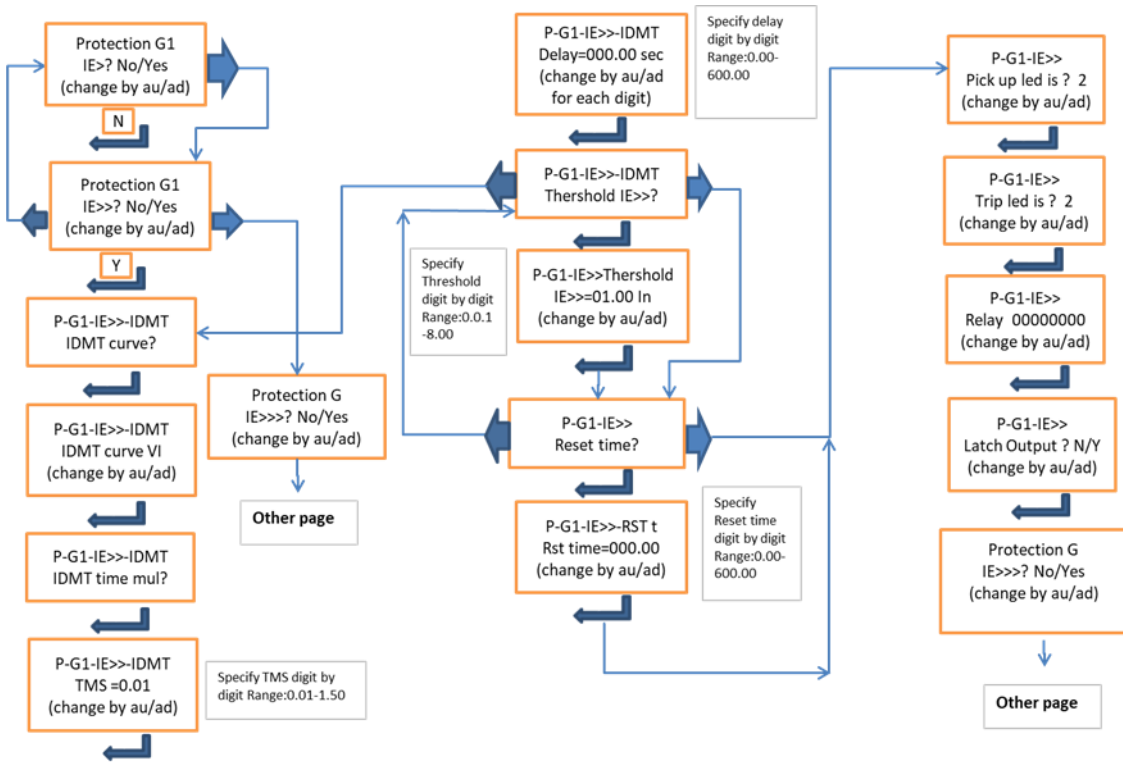 Protection G1
IE>? No/Yes
(change by au/ad)
N
Protection G1
IE>>? No/Yes
(change by au/ad)
Y
P-G1-IE>>-IDMT
IDMT curve?
P-G1-IE>>-IDMT
IDMT curve VI
(change by au/ad)
P-G1-IE>>-IDMT
IDMT time mul?
P-G1-IE>>-IDMT
TMS =0.01
(change by au/ad)
Specify TMS digit by
digit Range:0.01-1.50
Protection G
IE>>>? No/Yes
(change by au/ad)
Other page
P-G1-IE>>-IDMT
Delay=000.00 sec
(change by au/ad
for each digit)
Specify delay
digit by digit
Range:0.00-
600.00
P-G1-IE>>-IDMT
Thershold IE>>?
Specify
Threshold
digit by digit
Range:0.0.1
-8.00
P-G1-IE>>Thershold
IE>>=01.00 In
(change by au/ad)
P-G1-IE>>
Reset time?
P-G1-IE>>-RST t
Rst time=000.00
(change by au/ad)
Specify
Reset time
digit by digit
Range:0.00-
600.00
P-G1-IE>>
Pick up led is ? 2
(change by au/ad)
P-G1-IE>>
Trip led is ? 2
(change by au/ad)
P-G1-IE>>
Relay 00000000
(change by au/ad)
P-G1-IE>>
Latch Output ? N/Y
(change by au/ad)
Protection G
IE>>>? No/Yes
(change by au/ad)
Other page